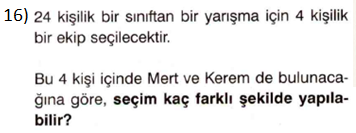 16) 24 kişilik bir sınıftan bir yarışma için 4 kişilik
bir ekip seçilecektir.
Bu 4 kişi içinde Mert ve Kerem de bulunaca-
ğına göre, seçim kaç farklı şekilde yapıla-
bilir?